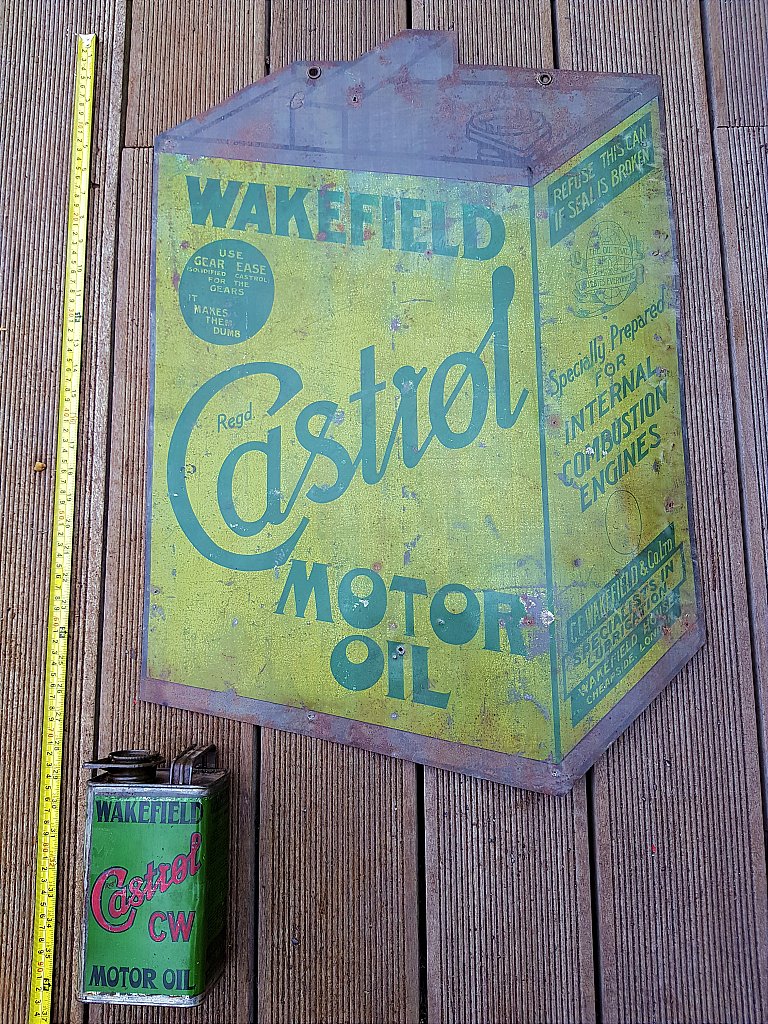 WAKEFIELD
USE
GEAR EASE
SOLIDIFIED CASTROL
FOR THE
GEARS
IT
MAKES
THEM
DUMB
Regd.
Castrol
MOTOR
OIL
REFUSE THIS CAN
IF SEAL IS BROKEN
Specially Prepared
FOR
INTERNAL
COMBUSTION
ENGINES
C.C. WAKEFIELD & Co. LTD
SPECIALISTS IN
LUBRICATION
WAKEFIELD HOUSE
CHEAPSIDE LONDON
WAKEFIELD
Castrol
CW
MOTOR OIL